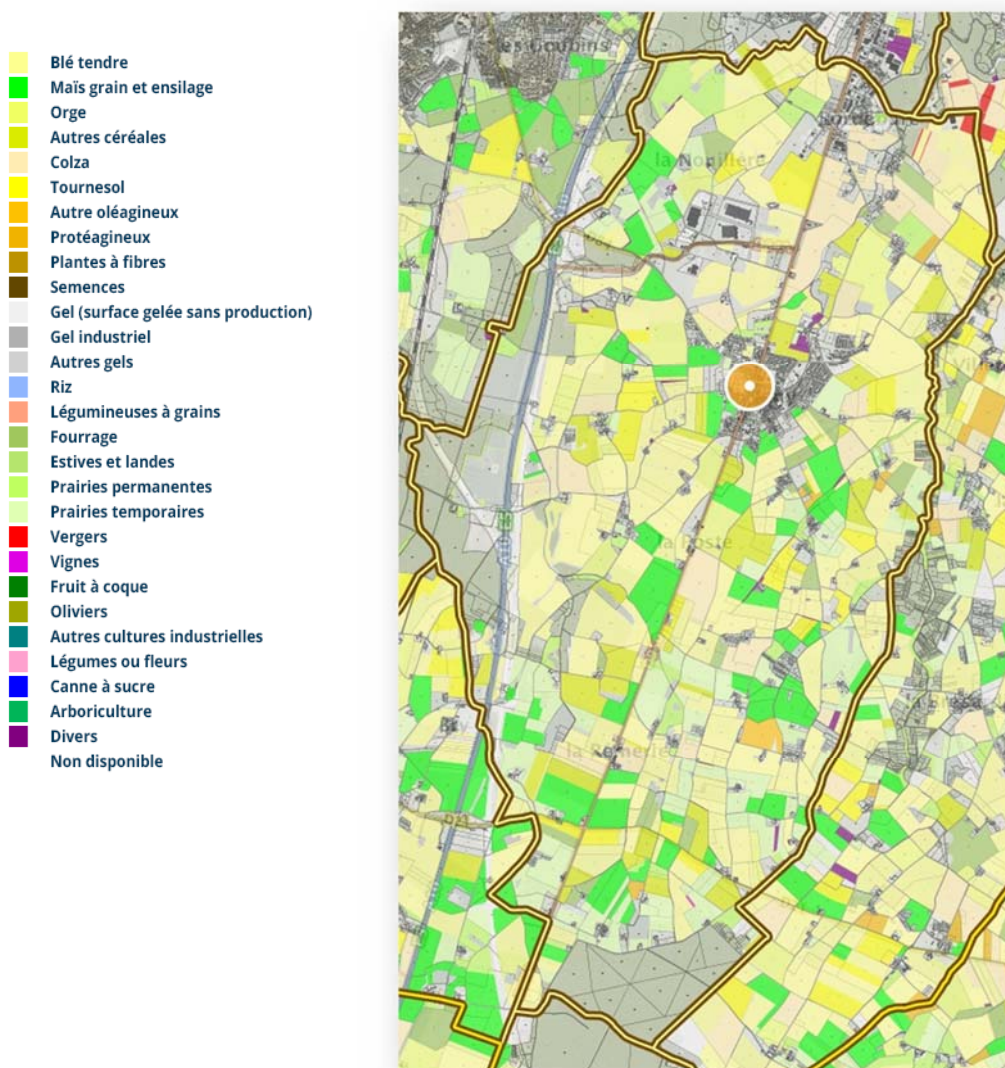 Blé tendre
Maïs grain et ensilage
Orge
Autres céréales
Colza
Tournesol
Autre oléagineux
Protéagineux
Plantes à fibres
Semences
Gel (surface gelée sans production)
Gel industriel
Autres gels
Riz
Légumineuses à grains
Fourrage
Estives et landes
Prairies permanentes
Prairies temporaires
Vergers
Vignes
Fruit à coque
Oliviers
Autres cultures industrielles
Légumes ou fleurs
Canne à sucre
Arboriculture
Divers
Non disponible
la Poste